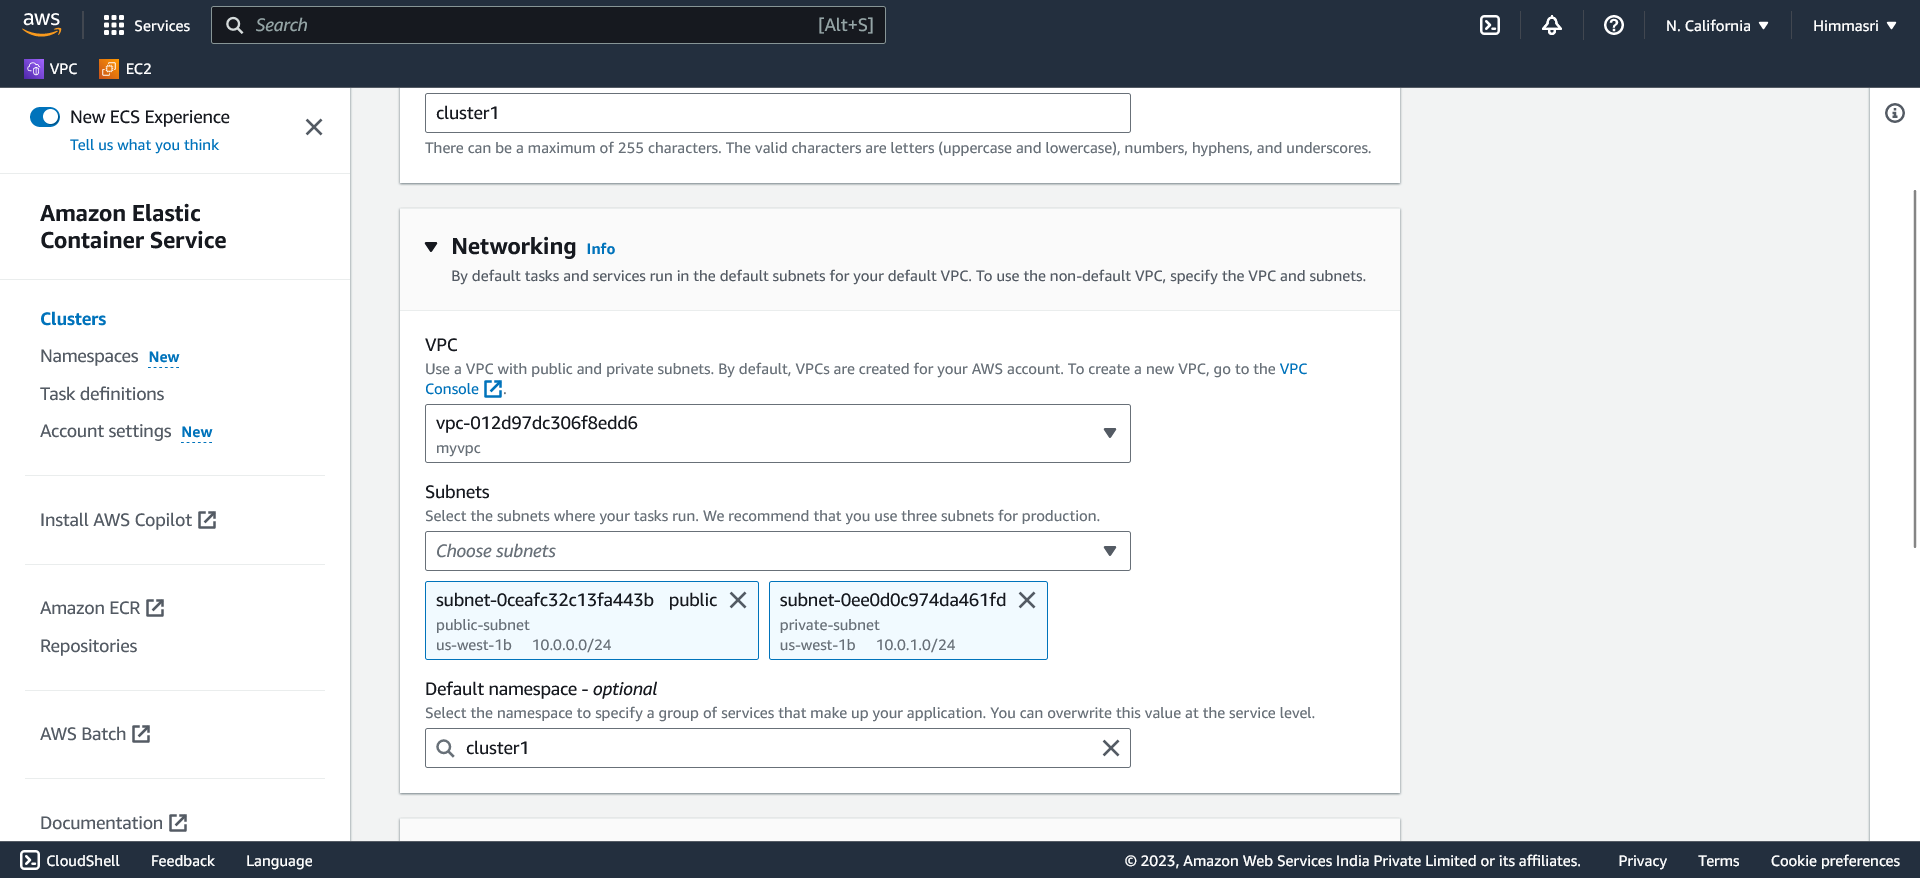 aws
Services
Search
[Alt+S]
N. California
Himmasri
VPC
EC2
New ECS Experience
Tell us what you think
Amazon Elastic
Container Service
Clusters
Namespaces New
Task definitions
Account settings New
Install AWS Copilot
Amazon ECR
Repositories
AWS Batch
Documentation
cluster1
There can be a maximum of 255 characters. The valid characters are letters (uppercase and lowercase), numbers, hyphens, and underscores.
Networking Info
By default tasks and services run in the default subnets for your default VPC. To use the non-default VPC, specify the VPC and subnets.
VPC
Use a VPC with public and private subnets. By default, VPCs are created for your AWS account. To create a new VPC, go to the VPC
Console.
vpc-012d97dc306f8edd6
myvpc
Subnets
Select the subnets where your tasks run. We recommend that you use three subnets for production.
Choose subnets
subnet-0ceafc32c13fa443b public
public-subnet
us-west-1b 10.0.0.0/24
subnet-0ee0d0c974da461fd
private-subnet
us-west-1b 10.0.1.0/24
Default namespace - optional
Select the namespace to specify a group of services that make up your application. You can overwrite this value at the service level.
cluster1
CloudShell
Feedback
Language
© 2023, Amazon Web Services India Private Limited or its affiliates.
Privacy
Terms
Cookie preferences